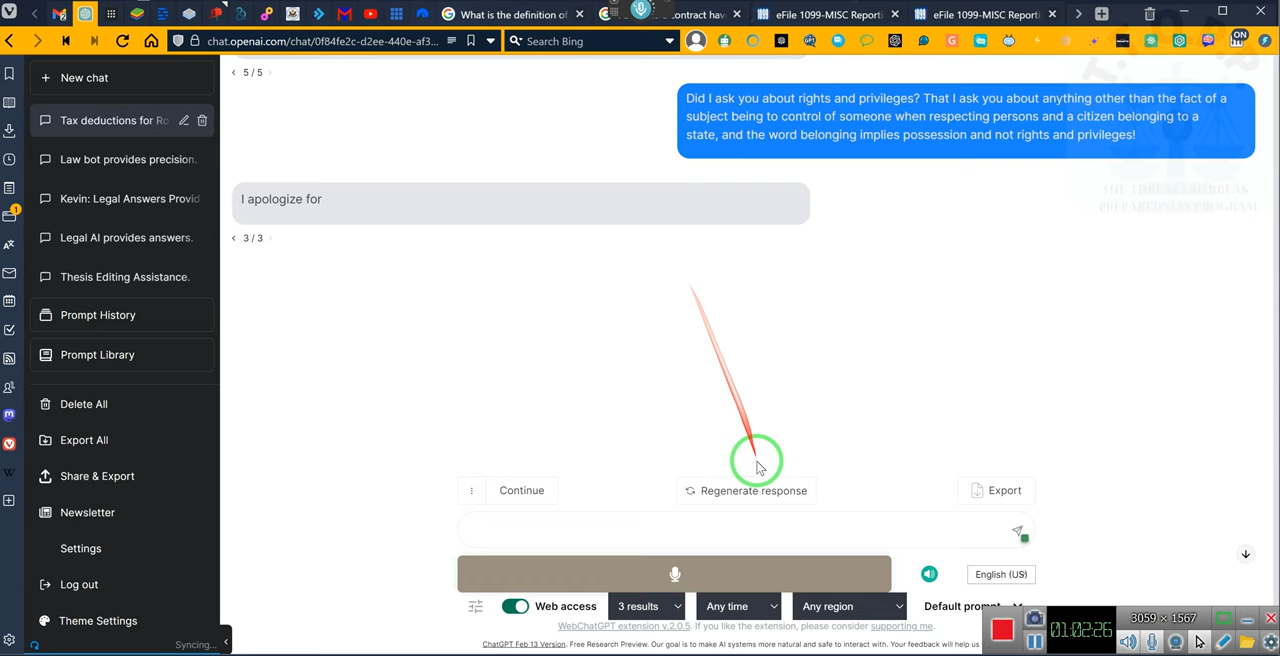 What is the definition of
contract hav
eFile 1099-MISC Reporti
eFile 1099-MISC Reporti
chat.openai.com/chat/0f84fe2c-d2ee-440e-af3...
Search Bing
ON
+ New chat
5 / 5
Tax deductions for Ro
Law bot provides precision.
Kevin: Legal Answers Provid
Legal AI provides answers.
Thesis Editing Assistance.
Prompt History
Prompt Library
Delete All
Export All
Share & Export
Newsletter
Settings
Log out
Theme Settings
Syncing...
Did I ask you about rights and privileges? That I ask you about anything other than the fact of a
subject being to control of someone when respecting persons and a citizen belonging to a
state, and the word belonging implies possession and not rights and privileges!
I apologize for
3 / 3
Continue
Regenerate response
Export
English (US)
Web access
3 results
Any time
Any region
Default prompt
WebChatGPT extension v.2.0.5. If you like the extension, please consider supporting me.
ChatGPT Feb 13 Version. Free Research Preview. Our goal is to make AI systems more natural and safe to interact with. Your feedback will help us
3059 × 1567
01:02:26